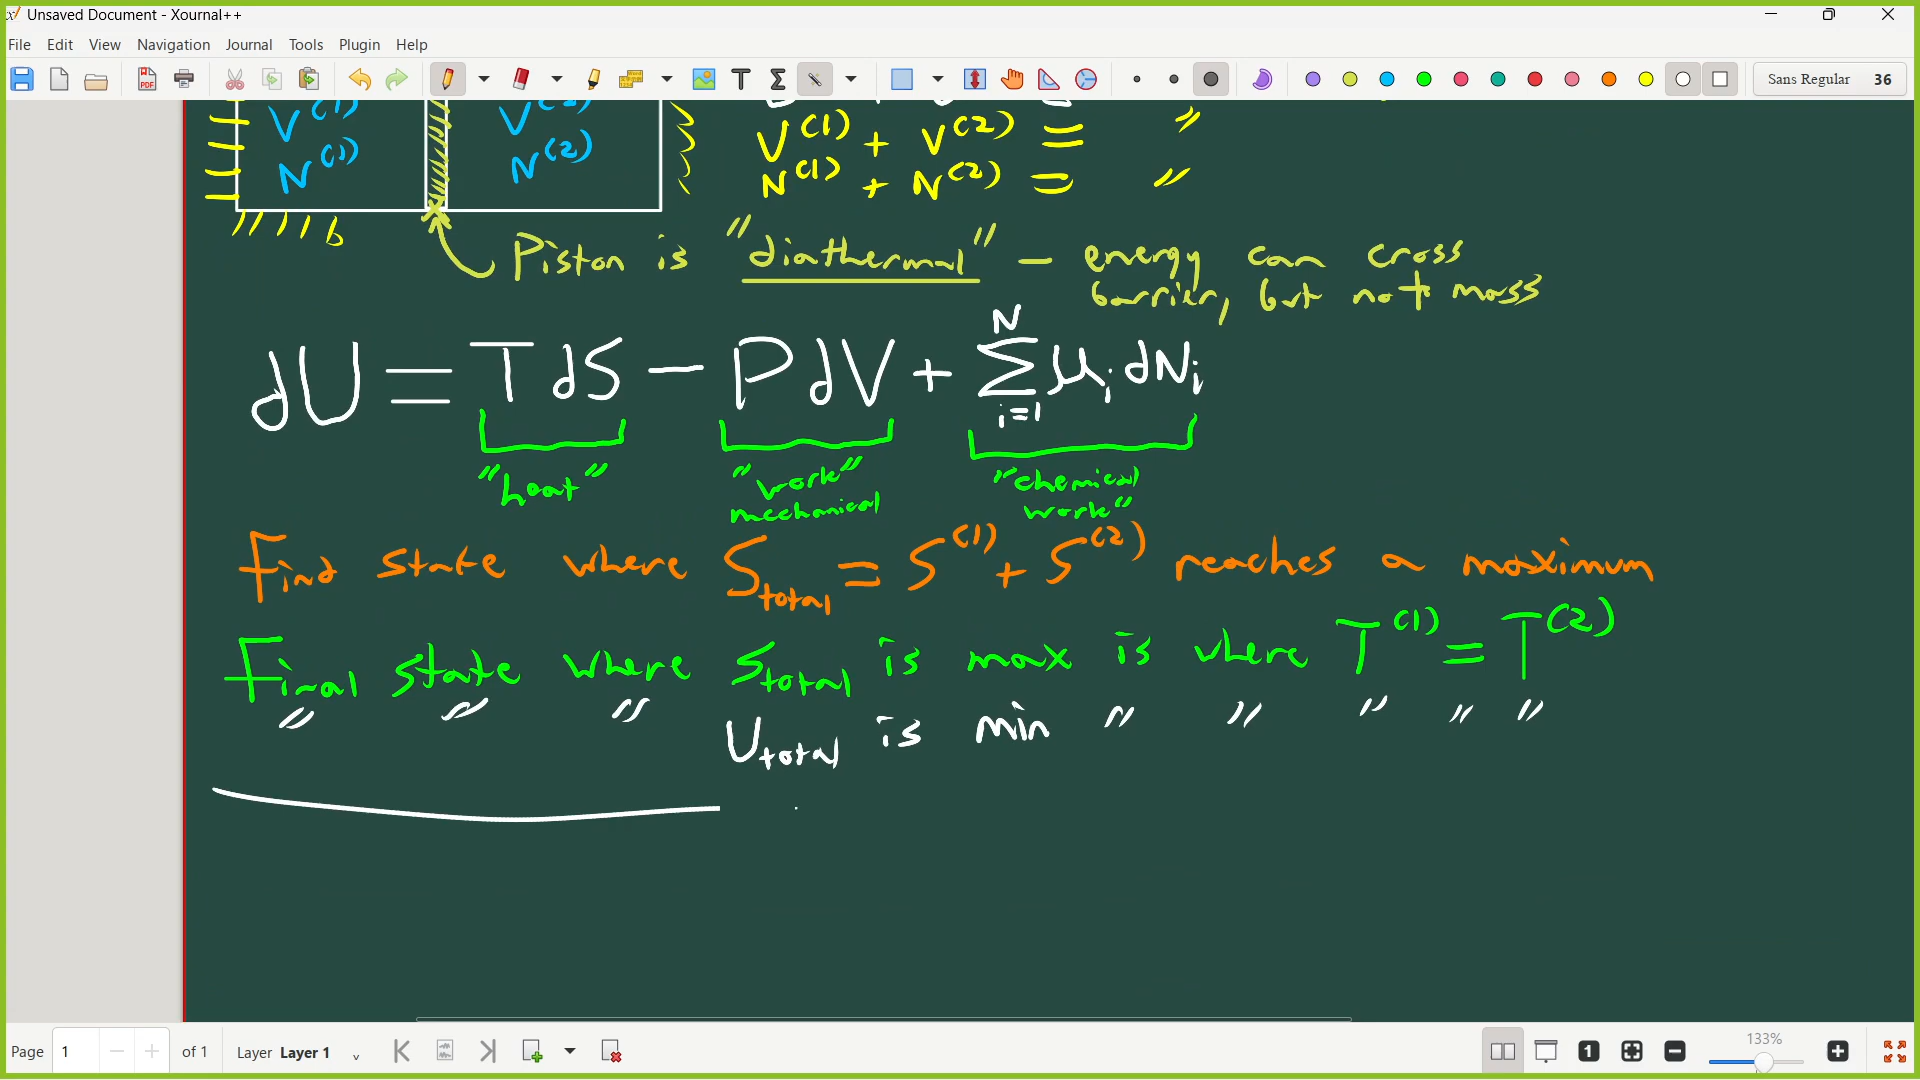 Unsaved Document - Xournal++
File Edit View Navigation Journal Tools Plugin Help
Sans Regular 36
V(1) V(2) V(1) + V(2) = "
N(1) N(2) N(1) + N(2) = "
Piston is "diathermal" – energy can cross
barrier, but not mass
dU = TdS - PdV + N∑i=1 μi dNi
"heat" "work" "chemical
mechanical work"
Find state where Stotal = S(1) + S(2) reaches a maximum
Final state where Stotal is max is where T(1) = T(2)
" " " Utotal is min " " " " "
Page 1 of 1 Layer Layer 1 133%